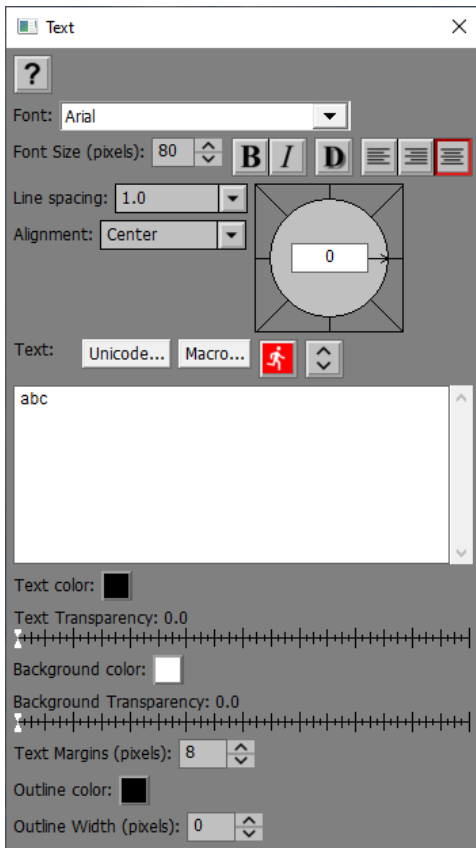 Text
?
Font: Arial
Font Size (pixels): 80 B I D
Line spacing: 1.0
Alignment: Center
0
Text: Unicode... Macro...
abc
Text color:
Text Transparency: 0.0
Background color:
Background Transparency: 0.0
Text Margins (pixels): 8
Outline color:
Outline Width (pixels): 0